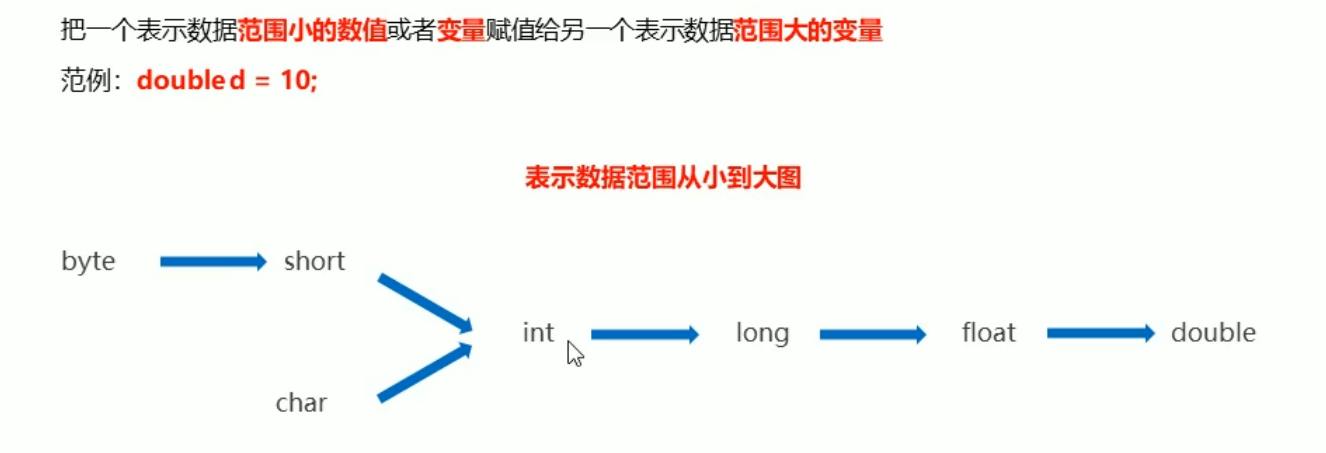 把一个表示数据范围小的数值或者变量赋值给另一个表示数据范围大的变量
范例：double d = 10;
表示数据范围从小到大图
byte short
int long float double
char